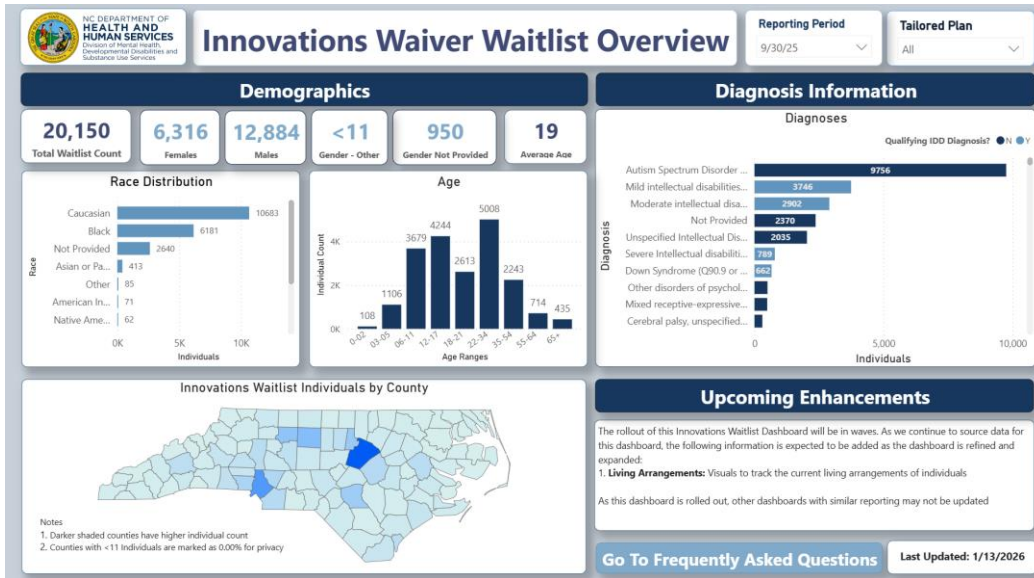 NC DEPARTMENT OF
HEALTH AND
HUMAN SERVICES
Division of Mental Health,
Developmental Disabilities and
Substance Use Services
Innovations Waiver Waitlist Overview
Reporting Period
9/30/25
Tailored Plan
All
Demographics
20,150
Total Waitlist Count
6,316
Females
12,884
Males
<11
Gender - Other
950
Gender Not Provided
19
Average Age
Race Distribution
Race
Caucasian 10683
Black 6181
Not Provided 2640
Asian or Pa... 413
Other 85
American In... 71
Native Ame... 62
0K 5K 10K
Individuals
Age
Individual Count
4K
2K
0K
108 1106 3679 4244 2613 5008 2243 714 435
0-02 03-05 06-11 12-17 18-21 22-34 35-54 55-64 65+
Age Ranges
Diagnosis Information
Diagnoses
Qualifying IDD Diagnosis? N Y
Diagnosis
Autism Spectrum Disorder ... 9756
Mild intellectual disabilities... 3746
Moderate intellectual disa... 2902
Not Provided 2370
Unspecified Intellectual Dis... 2035
Severe Intellectual disabiliti... 789
Down Syndrome (Q90.9 or ... 662
Other disorders of psychol...
Mixed receptive-expressive...
Cerebral palsy, unspecified...
0 5,000 10,000
Individuals
Innovations Waitlist Individuals by County
Notes
1. Darker shaded counties have higher individual count
2. Counties with <11 Individuals are marked as 0.00% for privacy
Upcoming Enhancements
The rollout of this Innovations Waitlist Dashboard will be in waves. As we continue to source data for
this dashboard, the following information is expected to be added as the dashboard is refined and
expanded:
1. Living Arrangements: Visuals to track the current living arrangements of individuals
As this dashboard is rolled out, other dashboards with similar reporting may not be updated
Go To Frequently Asked Questions
Last Updated: 1/13/2026